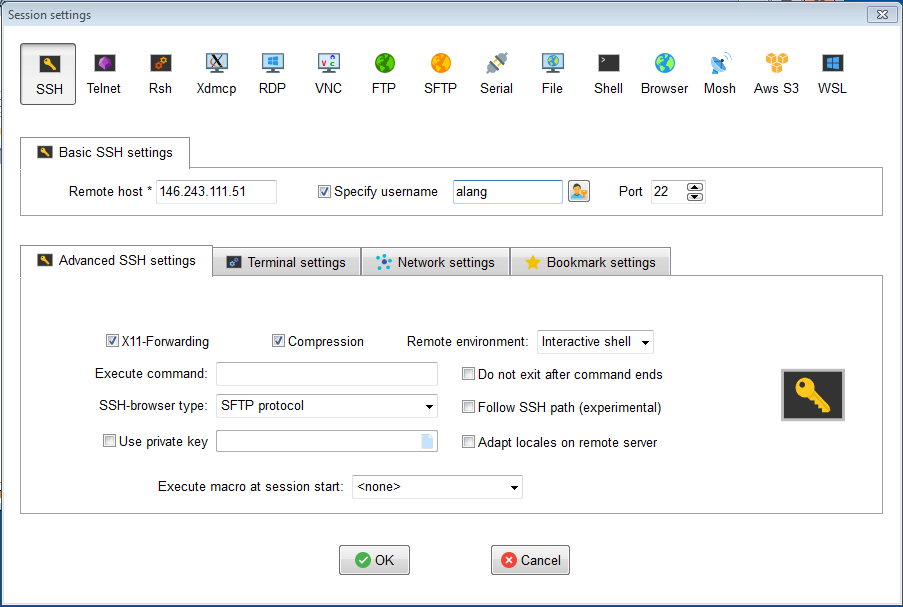 Session settings
SSH Telnet Rsh Xdmcp RDP VNC FTP SFTP Serial File Shell Browser Mosh Aws S3 WSL
Basic SSH settings
Remote host * 146.243.111.51 Specify username alang Port 22
Advanced SSH settings Terminal settings Network settings Bookmark settings
X11-Forwarding Compression Remote environment: Interactive shell
Execute command: Do not exit after command ends
SSH-browser type: SFTP protocol Follow SSH path (experimental)
Use private key Adapt locales on remote server
Execute macro at session start: <none>
OK Cancel